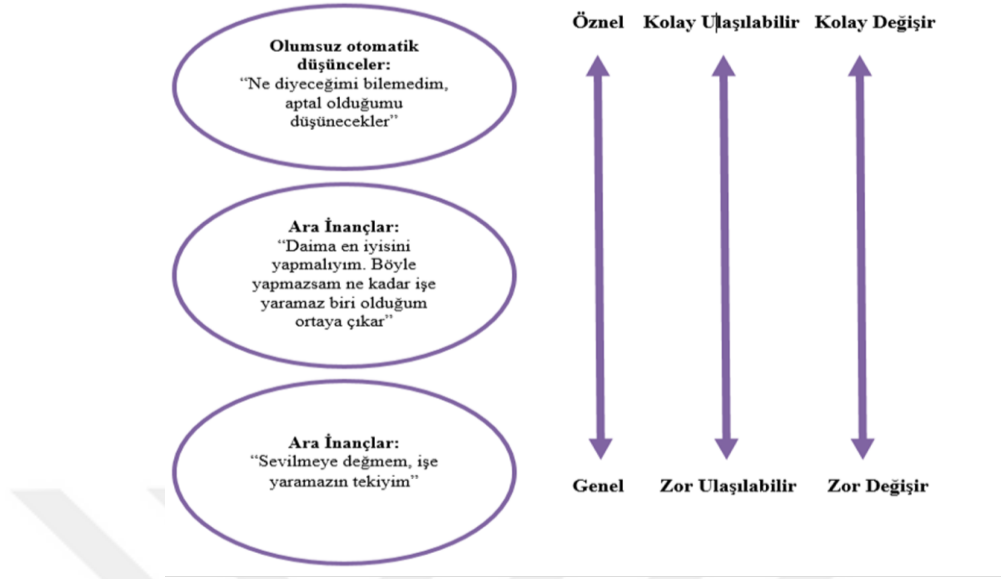 Öznel Kolay Ulaşılabilir Kolay Değişir
Olumsuz otomatik
düşünceler:
“Ne diyeceğimi bilemedim,
aptal olduğumu
düşünecekler”
Ara İnançlar:
“Daima en iyisini
yapmalıyım. Böyle
yapmazsam ne kadar işe
yaramaz biri olduğum
ortaya çıkar”
Ara İnançlar:
“Sevilmeye değmem, işe
yaramazın tekiyim”
Genel Zor Ulaşılabilir Zor Değişir